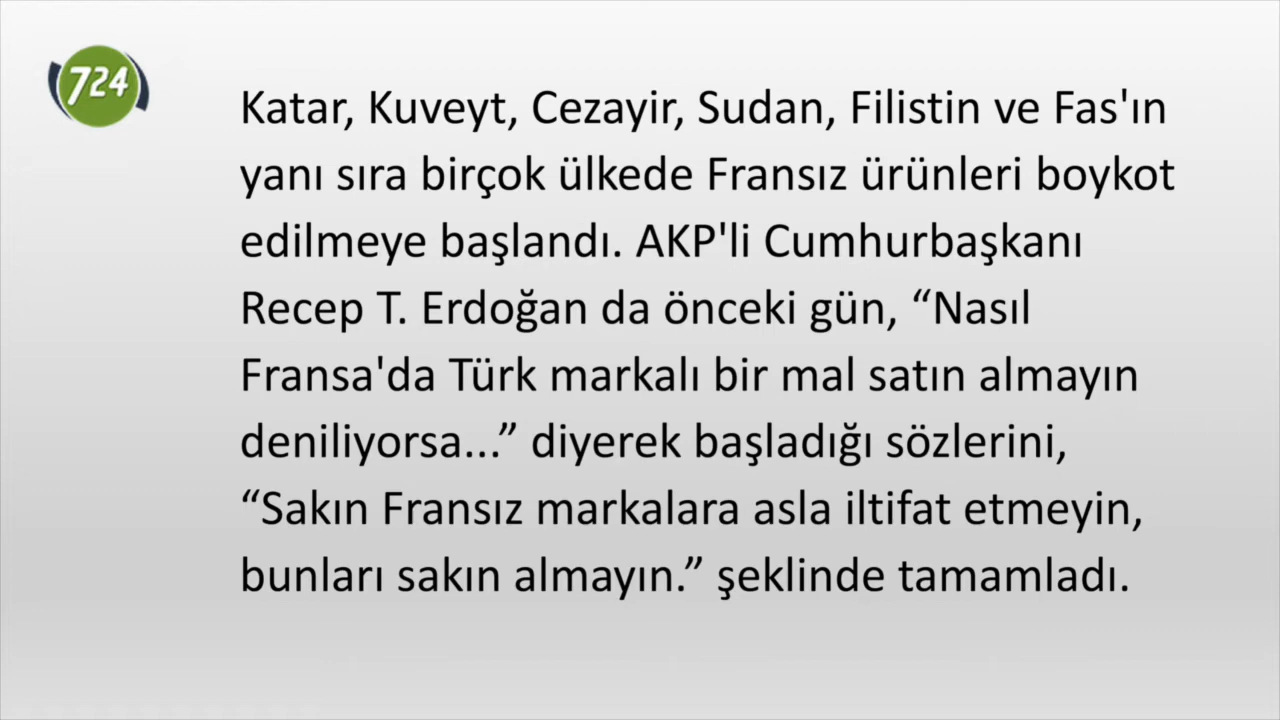 724
Katar, Kuveyt, Cezayir, Sudan, Filistin ve Fas'ın
yanı sıra birçok ülkede Fransız ürünleri boykot
edilmeye başlandı. AKP'li Cumhurbaşkanı
Recep T. Erdoğan da önceki gün, “Nasıl
Fransa'da Türk markalı bir mal satın almayın
deniliyorsa...” diyerek başladığı sözlerini,
“Sakın Fransız markalara asla iltifat etmeyin,
bunları sakın almayın.” şeklinde tamamladı.